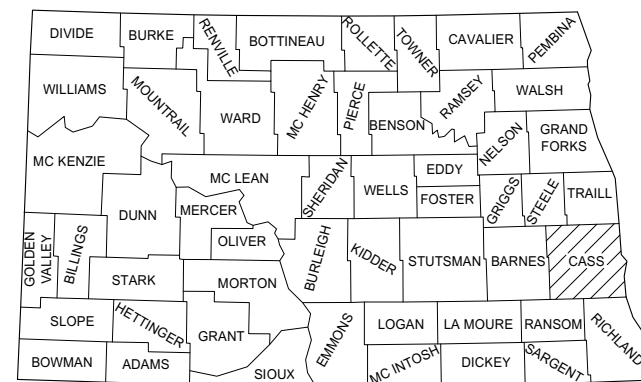 DIVIDE
BURKE
RENVILLE
BOTTINEAU
ROLLETTE
TOWNER
CAVALIER
PEMBINA
WILLIAMS
MOUNTRAIL
WARD
MC HENRY
PIERCE
BENSON
RAMSEY
WALSH
MC KENZIE
MC LEAN
SHERIDAN
WELLS
EDDY
FOSTER
NELSON
GRAND
FORKS
DUNN
MERCER
OLIVER
GRIGGS
STEELE
TRAILL
GOLDEN
VALLEY
BILLINGS
STARK
MORTON
BURLEIGH
KIDDER
STUTSMAN
BARNES
CASS
SLOPE
HETTINGER
GRANT
EMMONS
LOGAN
LA MOURE
RANSOM
RICHLAND
BOWMAN
ADAMS
SIOUX
MC INTOSH
DICKEY
SARGENT